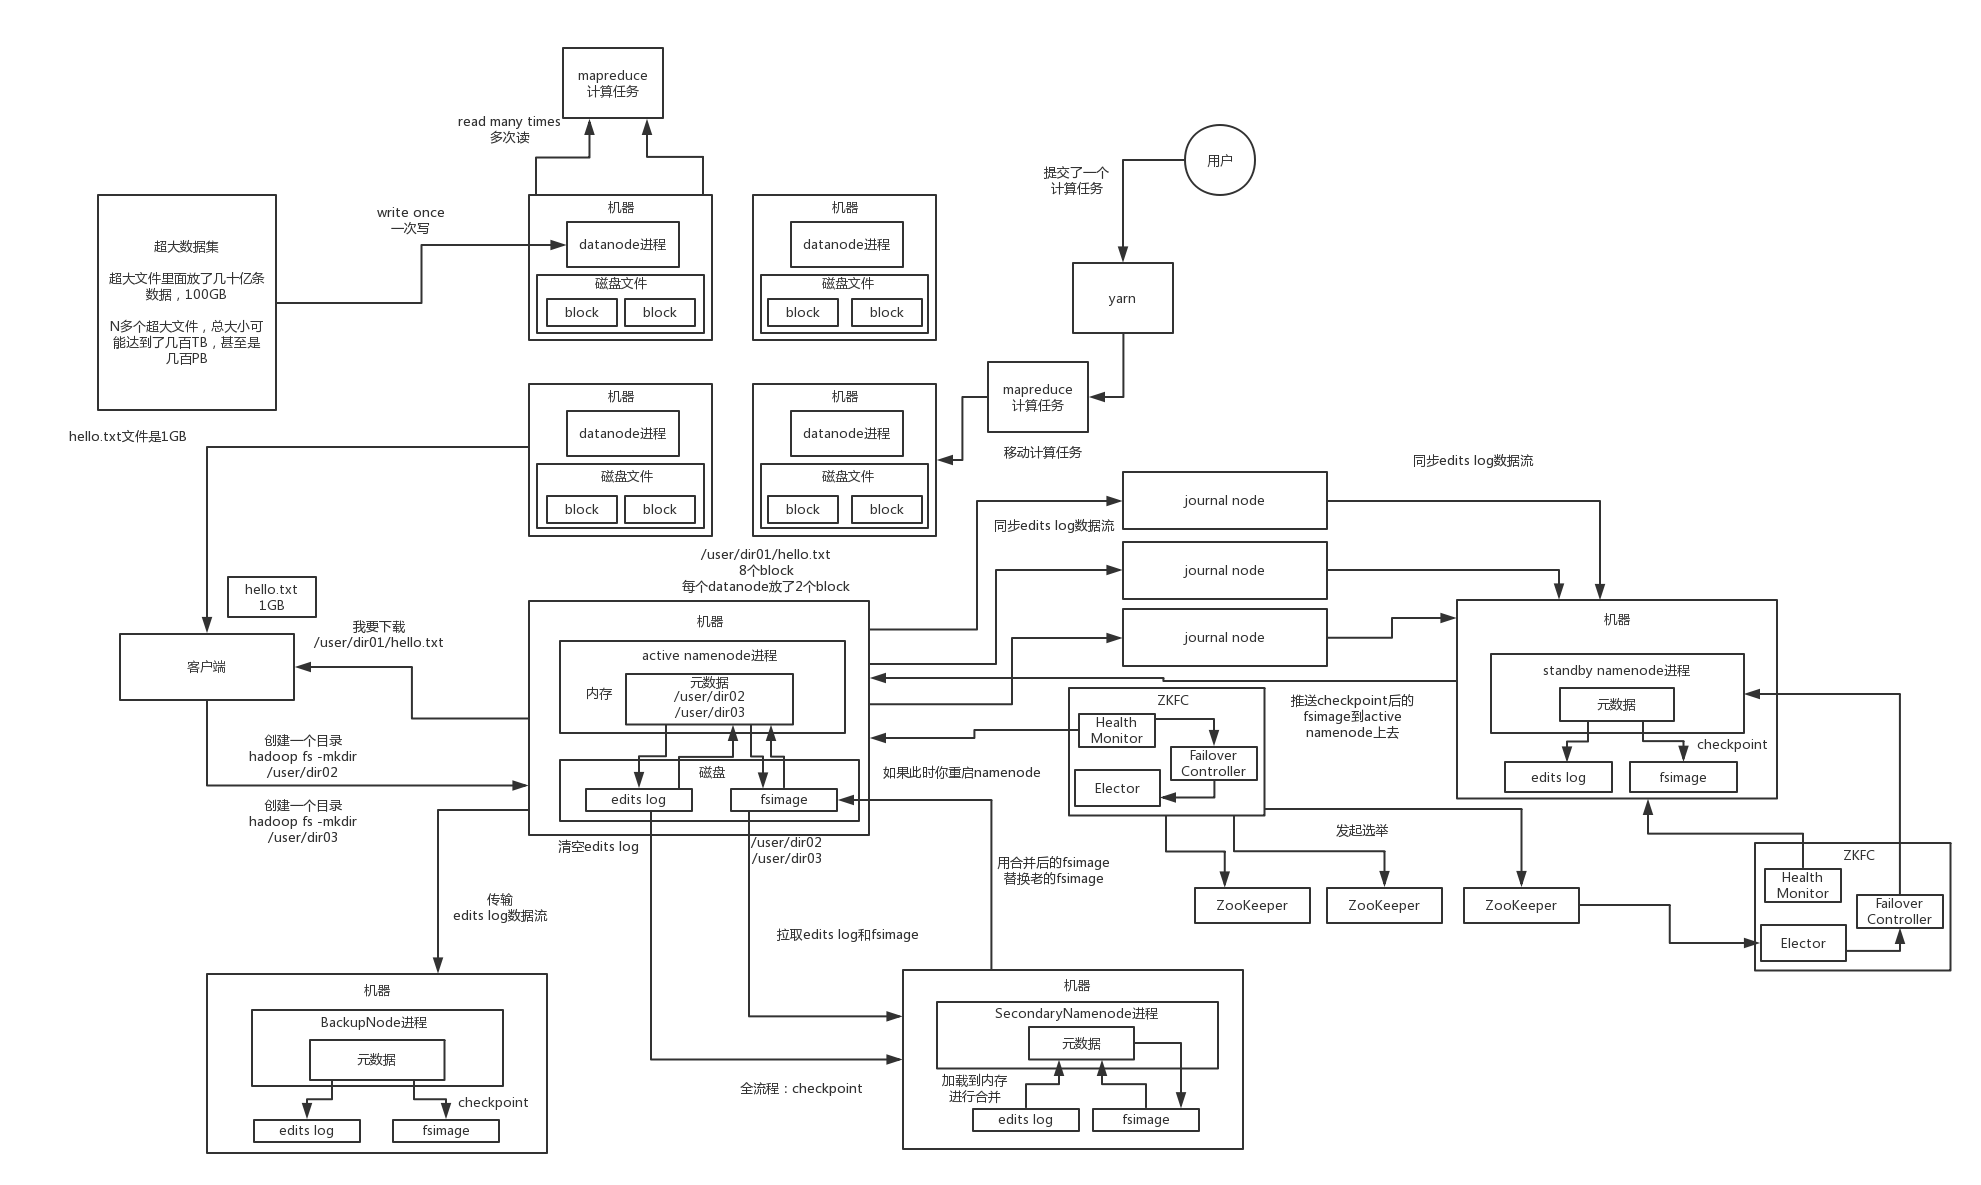 mapreduce
计算任务
read many times
多次读
用户
提交了一个
计算任务
超大数据集
超大文件里面放了几十亿条
数据，100GB
N多个超大文件，总大小可
能达到了几百TB，甚至是
几百PB
write once
一次写
机器
datanode进程
磁盘文件
block
block
机器
datanode进程
磁盘文件
block
block
yarn
mapreduce
计算任务
移动计算任务
hello.txt文件是1GB
机器
datanode进程
磁盘文件
block
block
机器
datanode进程
磁盘文件
block
block
同步edits log数据流
journal node
同步edits log数据流
journal node
journal node
/user/dir01/hello.txt
8个block
每个datanode放了2个block
hello.txt
1GB
我要下载
/user/dir01/hello.txt
客户端
创建一个目录
hadoop fs -mkdir
/user/dir02
创建一个目录
hadoop fs -mkdir
/user/dir03
机器
active namenode进程
内存
元数据
/user/dir02
/user/dir03
磁盘
edits log
fsimage
清空edits log
/user/dir02
/user/dir03
如果此时你重启namenode
ZKFC
Health
Monitor
Failover
Controller
Elector
推送checkpoint后的
fsimage到active
namenode上去
机器
standby namenode进程
元数据
checkpoint
edits log
fsimage
发起选举
ZooKeeper
ZooKeeper
ZooKeeper
ZKFC
Health
Monitor
Failover
Controller
Elector
用合并后的fsimage
替换老的fsimage
传输
edits log数据流
拉取edits log和fsimage
机器
BackupNode进程
元数据
checkpoint
edits log
fsimage
全流程：checkpoint
机器
SecondaryNamenode进程
元数据
加载到内存
进行合并
edits log
fsimage